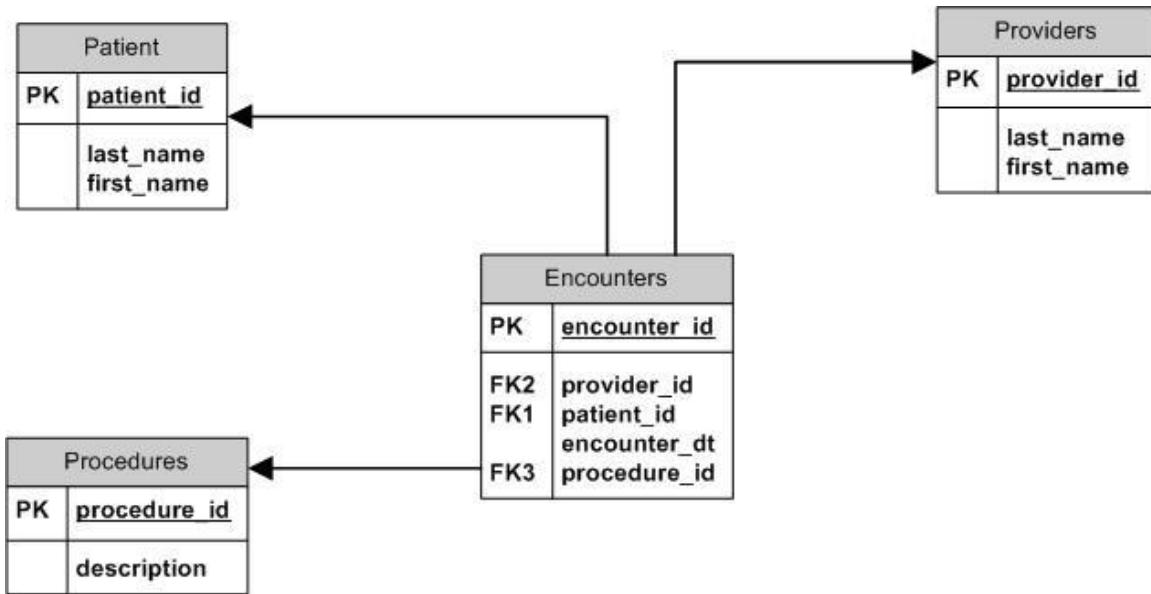 Patient
PK patient_id
last_name
first_name
Providers
PK provider_id
last_name
first_name
Encounters
PK encounter_id
FK2 provider_id
FK1 patient_id
encounter_dt
FK3 procedure_id
Procedures
PK procedure_id
description